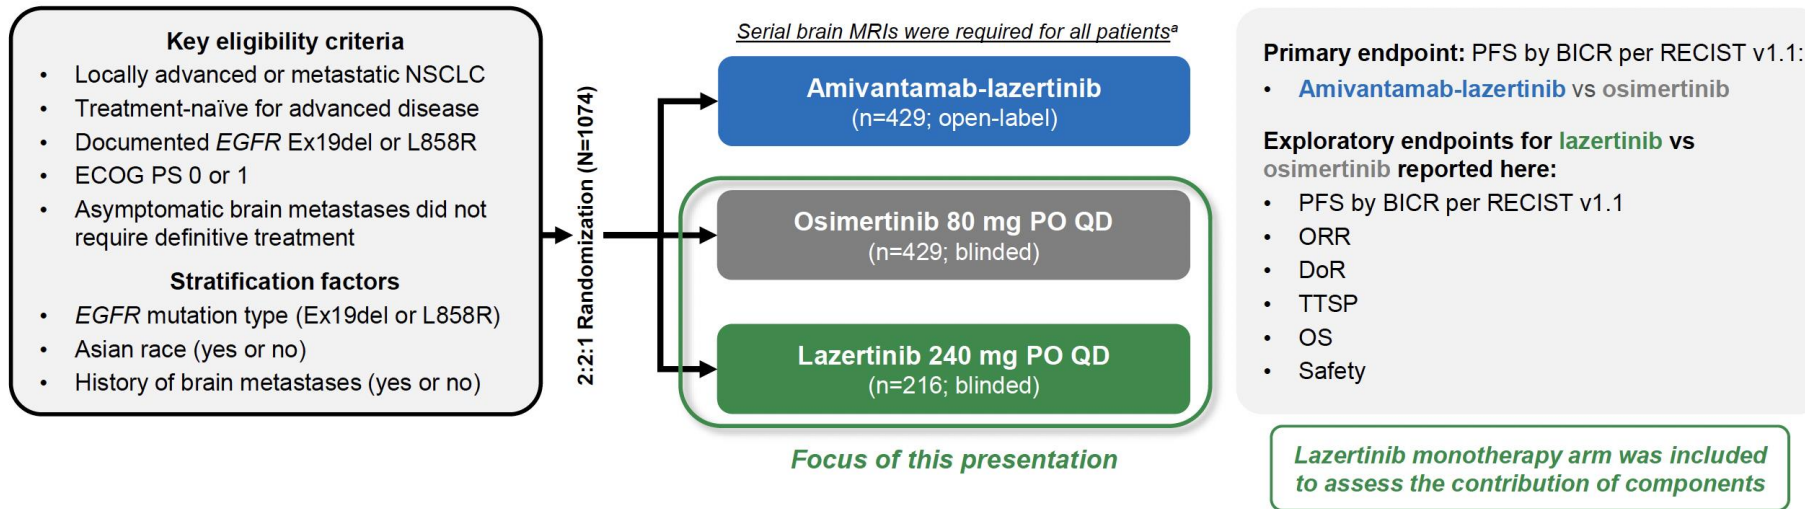 Key eligibility criteria
• Locally advanced or metastatic NSCLC
• Treatment-naïve for advanced disease
• Documented EGFR Ex19del or L858R
• ECOG PS 0 or 1
• Asymptomatic brain metastases did not
require definitive treatment
Stratification factors
• EGFR mutation type (Ex19del or L858R)
• Asian race (yes or no)
• History of brain metastases (yes or no)
2:2:1 Randomization (N=1074)
Serial brain MRIs were required for all patientsᵃ
Amivantamab-lazertinib
(n=429; open-label)
Osimertinib 80 mg PO QD
(n=429; blinded)
Lazertinib 240 mg PO QD
(n=216; blinded)
Focus of this presentation
Primary endpoint: PFS by BICR per RECIST v1.1:
• Amivantamab-lazertinib vs osimertinib
Exploratory endpoints for lazertinib vs
osimertinib reported here:
• PFS by BICR per RECIST v1.1
• ORR
• DoR
• TTSP
• OS
• Safety
Lazertinib monotherapy arm was included
to assess the contribution of components